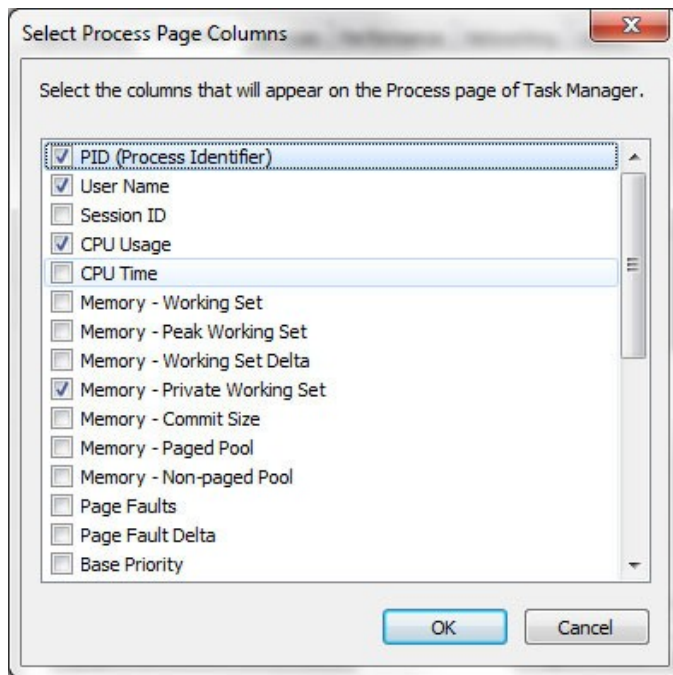 Select Process Page Columns
Select the columns that will appear on the Process page of Task Manager.
PID (Process Identifier)
User Name
Session ID
CPU Usage
CPU Time
Memory - Working Set
Memory - Peak Working Set
Memory - Working Set Delta
Memory - Private Working Set
Memory - Commit Size
Memory - Paged Pool
Memory - Non-paged Pool
Page Faults
Page Fault Delta
Base Priority
OK Cancel